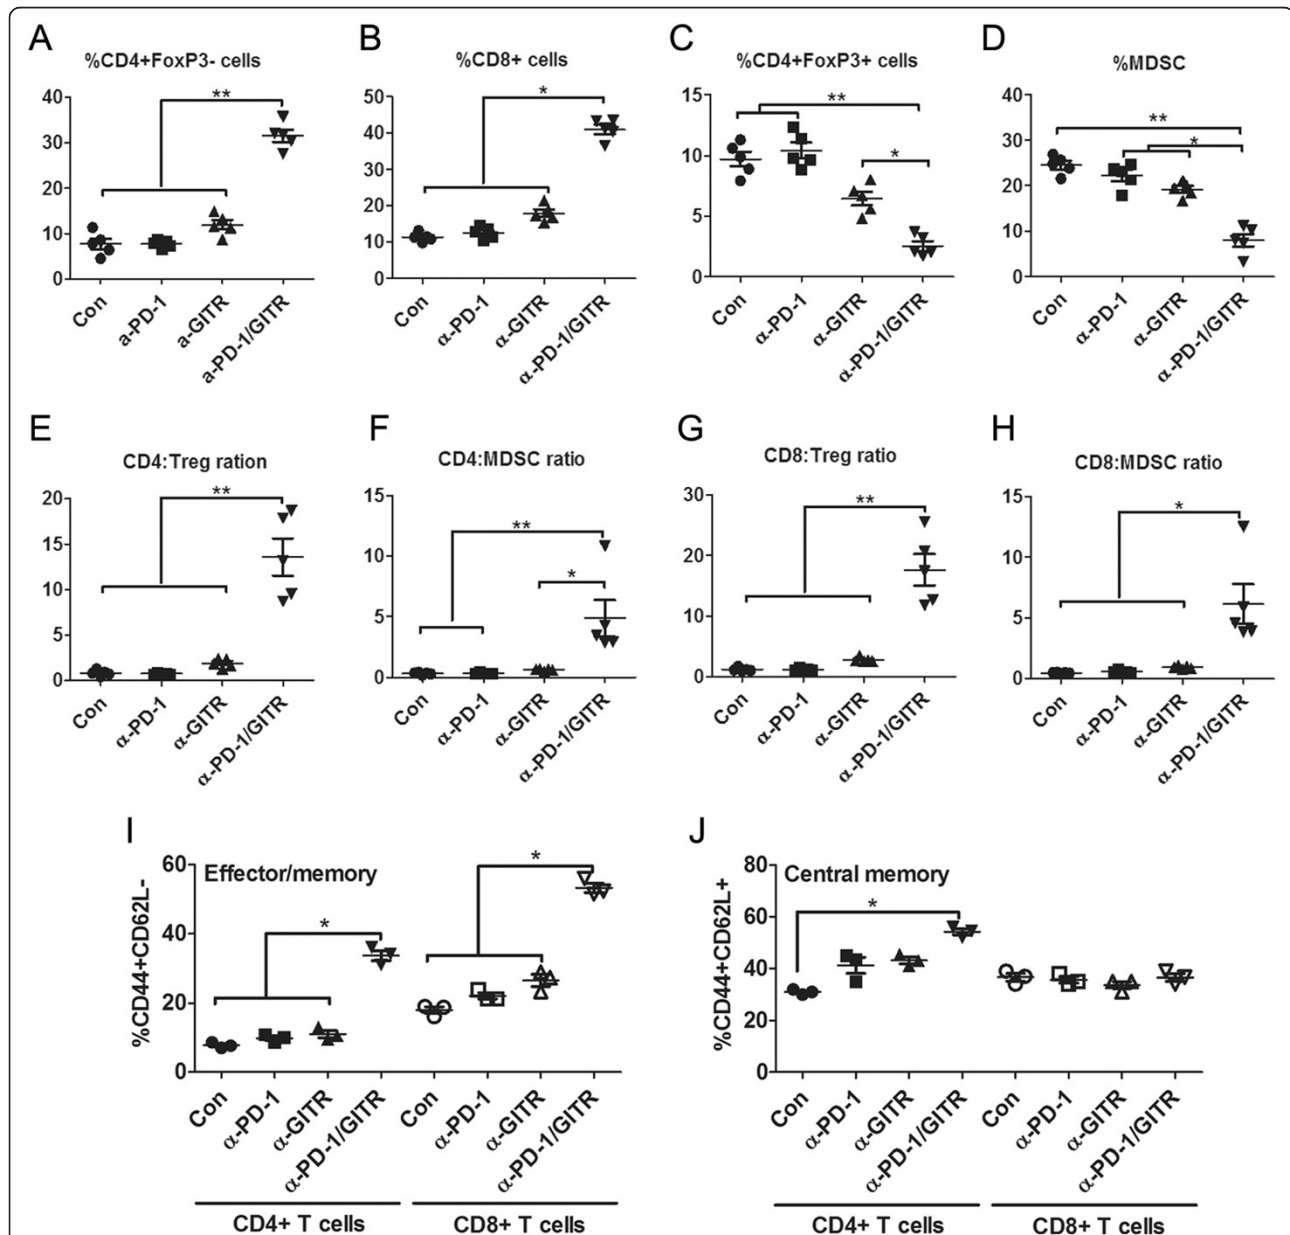 A
%CD4+FoxP3- cells
40
30
20
10
0
**
Con
a-PD-1
a-GITR
a-PD-1/GITR
B
%CD8+ cells
50
40
30
20
10
0
*
Con
α-PD-1
α-GITR
α-PD-1/GITR
C
%CD4+FoxP3+ cells
15
10
5
0
**
*
Con
α-PD-1
α-GITR
α-PD-1/GITR
D
%MDSC
40
30
20
10
0
**
*
Con
α-PD-1
α-GITR
α-PD-1/GITR
E
CD4:Treg ration
20
15
10
5
0
**
Con
α-PD-1
α-GITR
α-PD-1/GITR
F
CD4:MDSC ratio
15
10
5
0
**
*
Con
α-PD-1
α-GITR
α-PD-1/GITR
G
CD8:Treg ratio
30
20
10
0
**
Con
α-PD-1
α-GITR
α-PD-1/GITR
H
CD8:MDSC ratio
15
10
5
0
*
Con
α-PD-1
α-GITR
α-PD-1/GITR
I
%CD44+CD62L-
60
40
20
0
Effector/memory
*
*
Con
α-PD-1
α-GITR
α-PD-1/GITR
Con
α-PD-1
α-GITR
α-PD-1/GITR
CD4+ T cells
CD8+ T cells
J
%CD44+CD62L+
80
60
40
20
0
Central memory
*
Con
α-PD-1
α-GITR
α-PD-1/GITR
Con
α-PD-1
α-GITR
α-PD-1/GITR
CD4+ T cells
CD8+ T cells